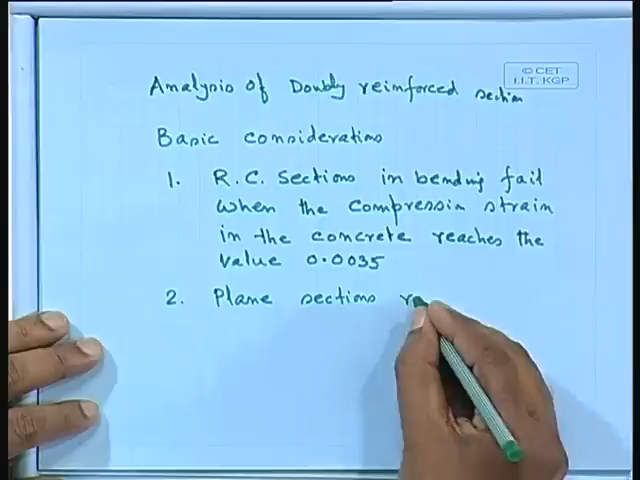 © CET
I.I.T. KGP
Analysis of Doubly reinforced section
Basic considerations
1. R.C. Sections in bending fail
when the compression strain
in the concrete reaches the
value 0.0035
2. Plane sections r